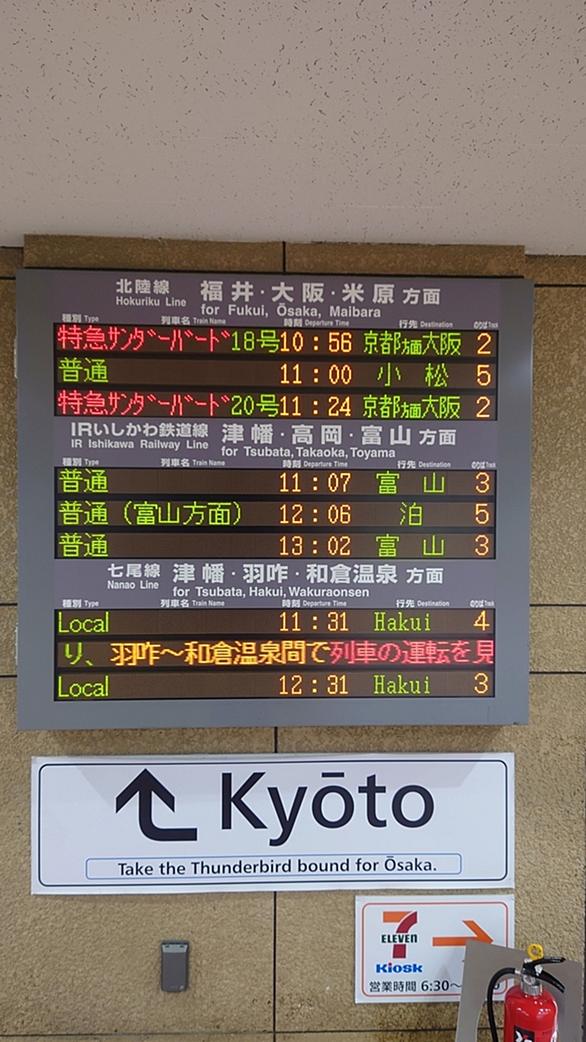 北陸線 福井・大阪・米原 方面
Hokuriku Line for Fukui, Ōsaka, Maibara
種別 Type 列車名 Train Name 時刻 Departure Time 行先 Destination のりば Track
特急サンダーバード18号 10:56 京都方面大阪 2
普通 11:00 小 松 5
特急サンダーバード20号 11:24 京都方面大阪 2
IRいしかわ鉄道線 津幡・高岡・富山 方面
IR Ishikawa Railway Line for Tsubata, Takaoka, Toyama
種別 Type 列車名 Train Name 時刻 Departure Time 行先 Destination のりば Track
普通 11:07 富 山 3
普通（富山方面） 12:06 泊 5
普通 13:02 富 山 3
七尾線 津幡・羽咋・和倉温泉 方面
Nanao Line for Tsubata, Hakui, Wakuraonsen
種別 Type 列車名 Train Name 時刻 Departure Time 行先 Destination のりば Track
Local 11:31 Hakui 4
り、羽咋～和倉温泉間で列車の運転を見
Local 12:31 Hakui 3
Kyōto
Take the Thunderbird bound for Ōsaka.
7
ELEVEN
Kiosk
営業時間 6:30～